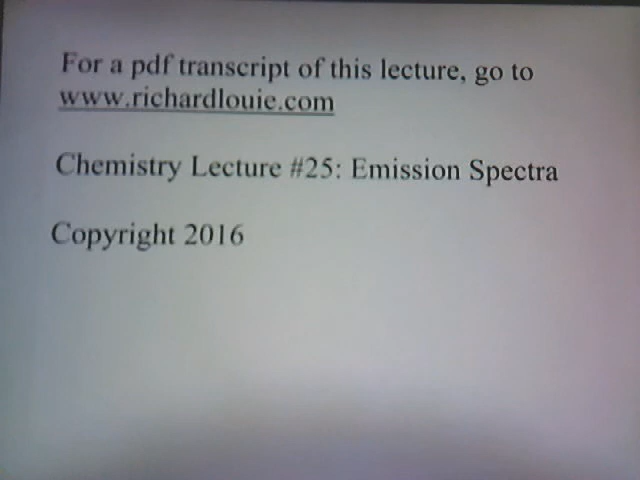 For a pdf transcript of this lecture, go to
www.richardlouie.com
Chemistry Lecture #25: Emission Spectra
Copyright 2016